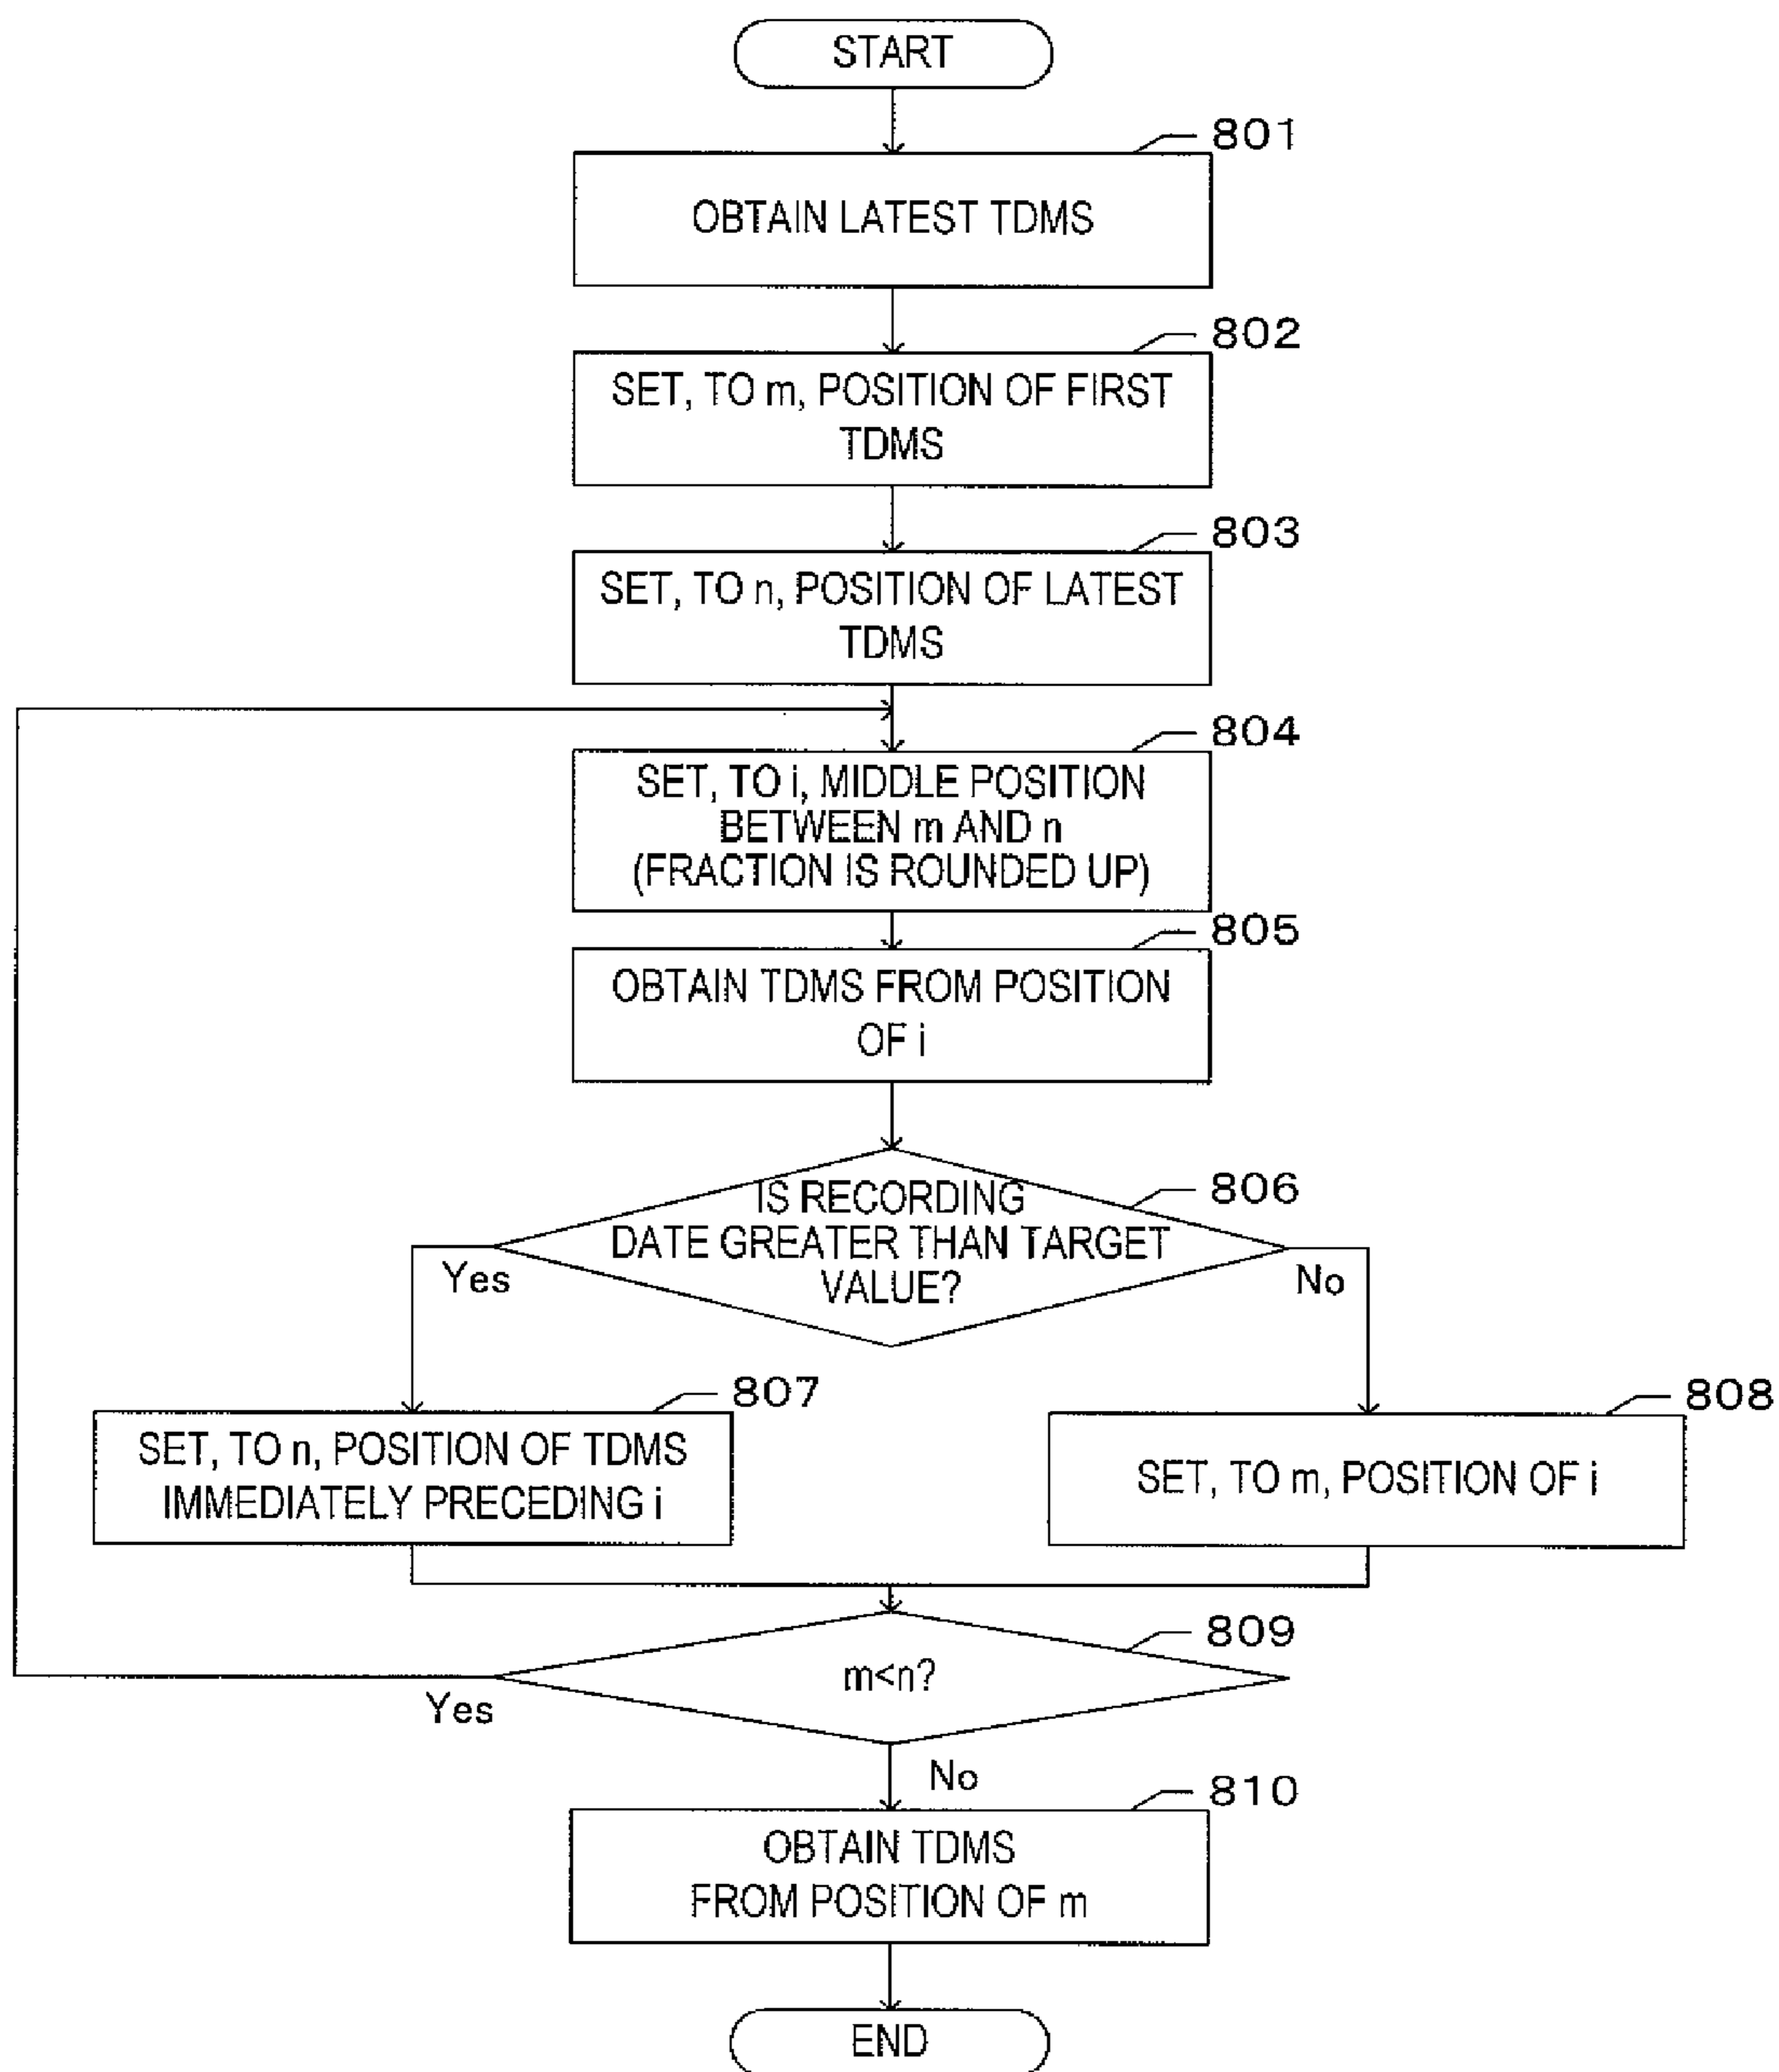 START
801
OBTAIN LATEST TDMS
802
SET, TO m, POSITION OF FIRST
TDMS
803
SET, TO n, POSITION OF LATEST
TDMS
804
SET, TO i, MIDDLE POSITION
BETWEEN m AND n
(FRACTION IS ROUNDED UP)
805
OBTAIN TDMS FROM POSITION
OF i
806
IS RECORDING
DATE GREATER THAN TARGET
VALUE?
Yes
No
807
SET, TO n, POSITION OF TDMS
IMMEDIATELY PRECEDING i
808
SET, TO m, POSITION OF i
809
m<n?
Yes
No
810
OBTAIN TDMS
FROM POSITION OF m
END